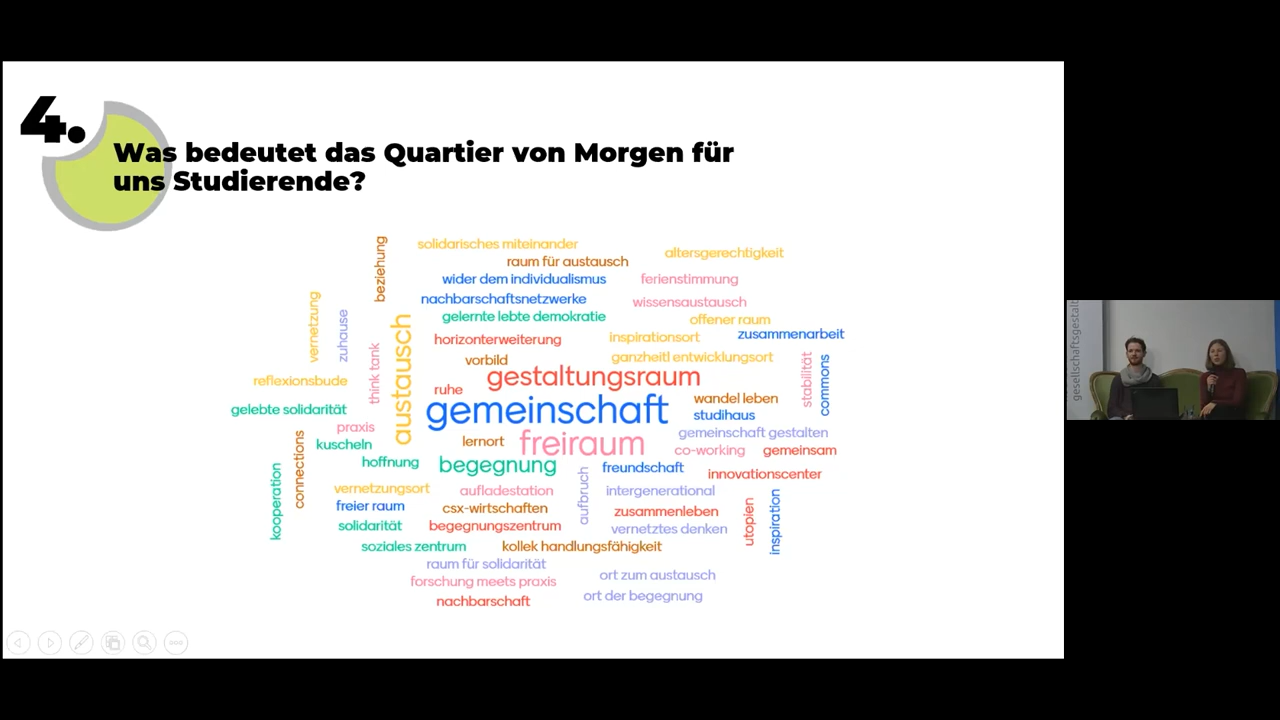 4.
Was bedeutet das Quartier von Morgen für
uns Studierende?
beziehung
solidarisches miteinander
altersgerechtigkeit
raum für austausch
wider dem individualismus
ferienstimmung
vernetzung
zuhause
nachbarschaftsnetzwerke
wissensaustausch
gelernte lebte demokratie
offener raum
austausch
horizonterweiterung
inspirationsort
zusammenarbeit
think tank
vorbild
ganzheitl entwicklungsort
stabilität
commons
reflexionsbude
ruhe
gestaltungsraum
wandel leben
gelebte solidarität
gemeinschaft
studihaus
praxis
gemeinschaft gestalten
connections
kuscheln
lernort
freiraum
co-working
gemeinsam
kooperation
hoffnung
begegnung
aufbruch
freundschaft
innovationscenter
vernetzungsort
aufladestation
intergenerational
utopien
inspiration
freier raum
csx-wirtschaften
zusammenleben
solidarität
begegnungszentrum
vernetztes denken
soziales zentrum
kollek handlungsfähigkeit
raum für solidarität
ort zum austausch
forschung meets praxis
ort der begegnung
nachbarschaft
gesellschaftsgestalt